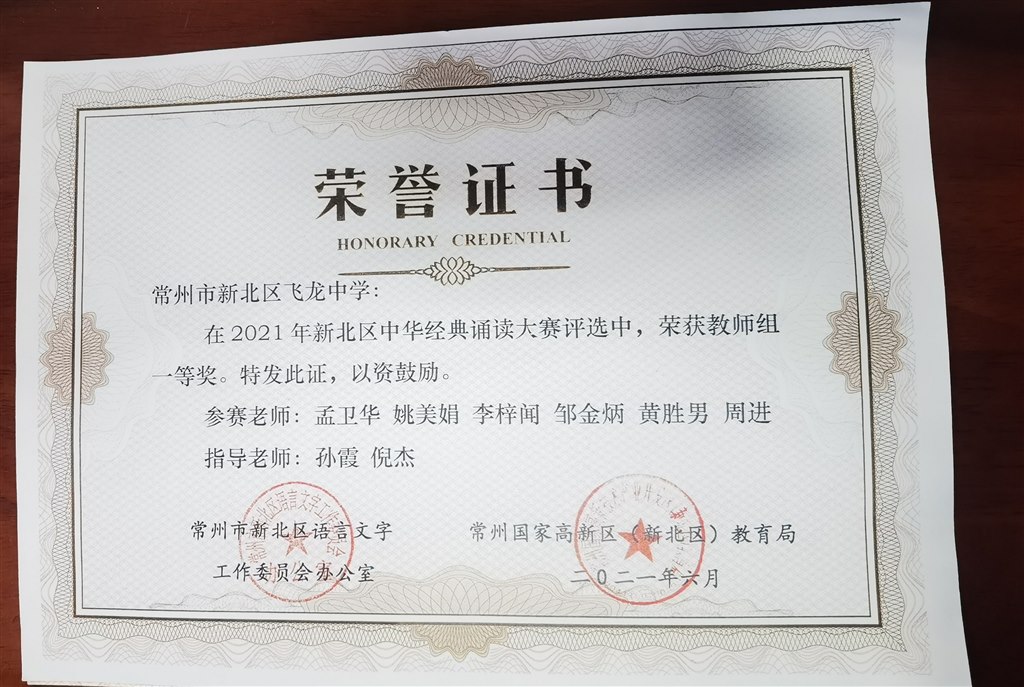 荣誉证书
HONORARY CREDENTIAL
常州市新北区飞龙中学：
在2021年新北区中华经典诵读大赛评选中，荣获教师组
一等奖。特发此证，以资鼓励。
参赛老师：孟卫华 姚美娟 李梓闻 邹金炳 黄胜男 周进
指导老师：孙霞 倪杰
常州市新北区语言文字
工作委员会办公室
常州国家高新区（新北区）教育局
二〇二一年六月